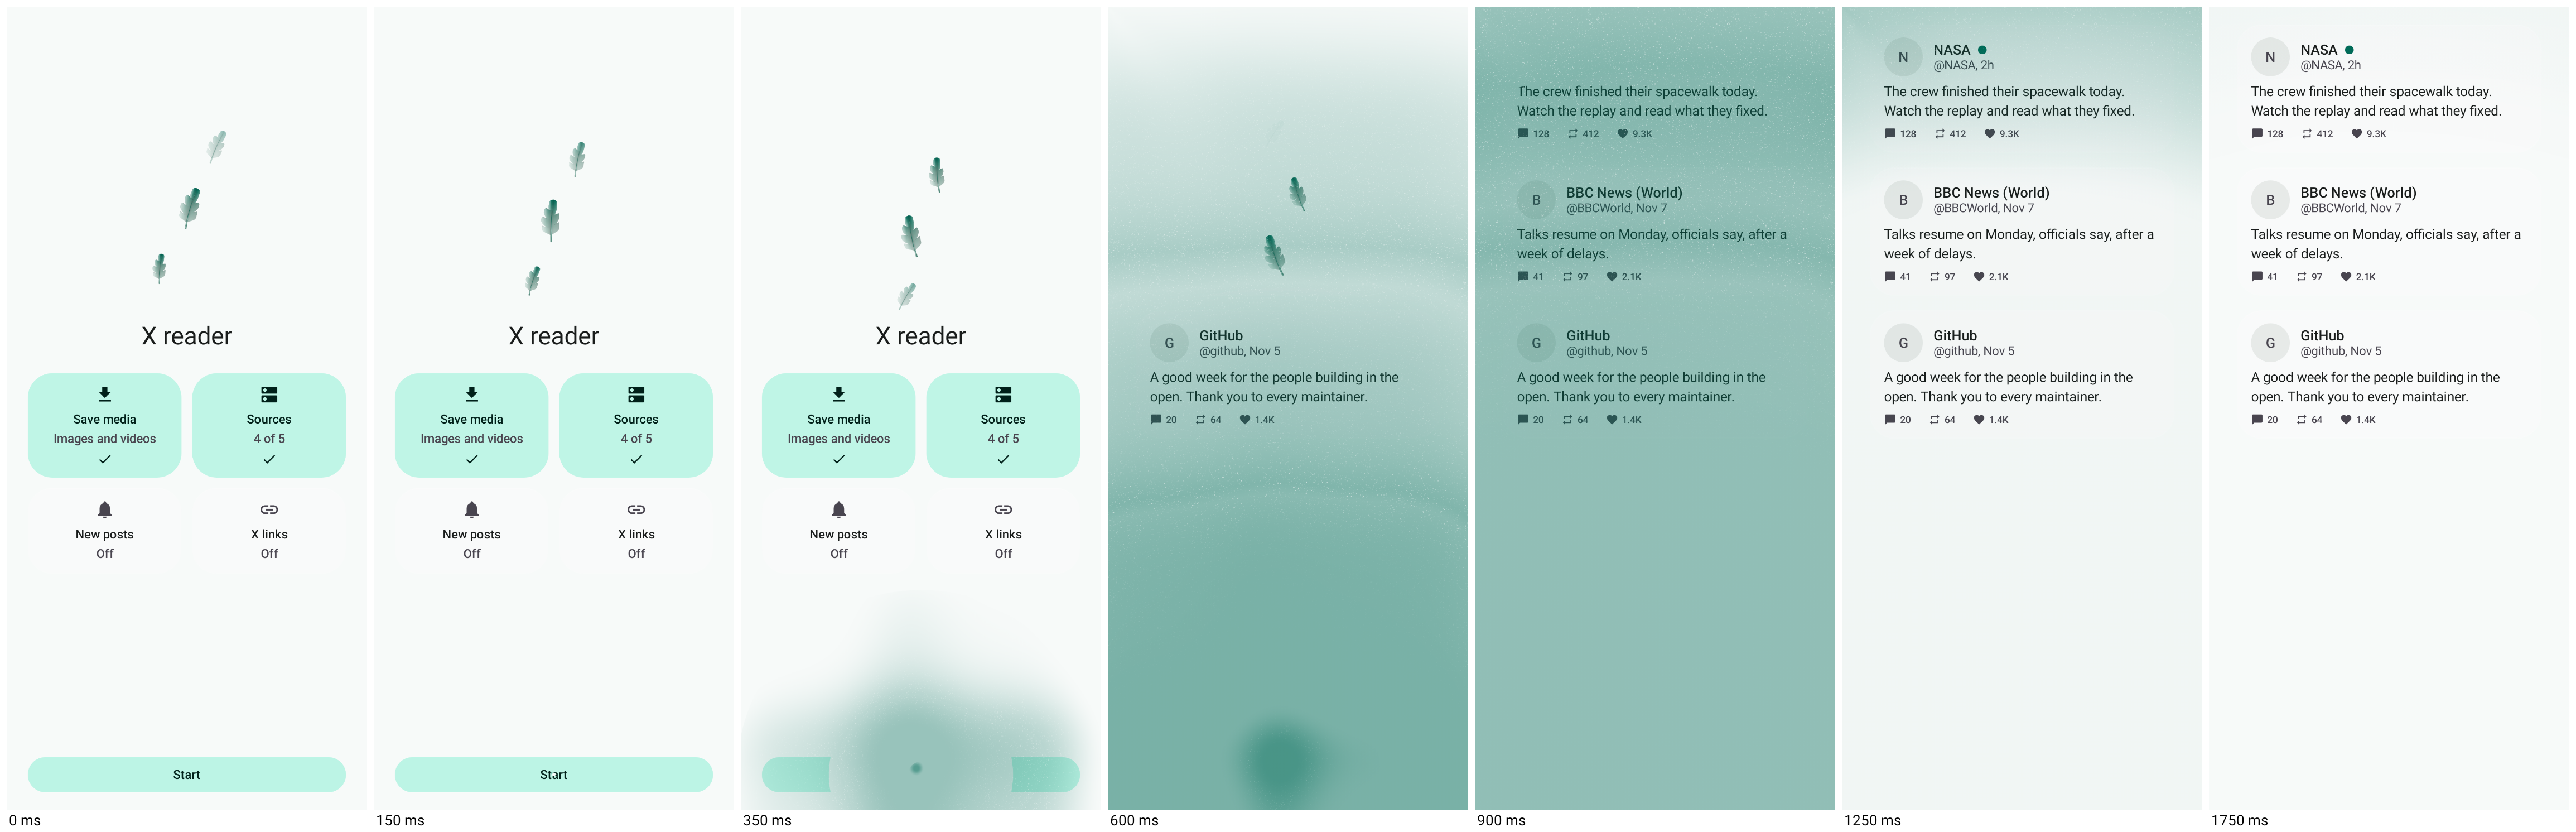 X reader
Save media
Images and videos
Sources
4 of 5
New posts
Off
X links
Off
Start
0 ms
X reader
Save media
Images and videos
Sources
4 of 5
New posts
Off
X links
Off
Start
150 ms
X reader
Save media
Images and videos
Sources
4 of 5
New posts
Off
X links
Off
350 ms
G
GitHub
@github, Nov 5
A good week for the people building in the
open. Thank you to every maintainer.
20 64 1.4K
600 ms
The crew finished their spacewalk today.
Watch the replay and read what they fixed.
128 412 9.3K
B
BBC News (World)
@BBCWorld, Nov 7
Talks resume on Monday, officials say, after a
week of delays.
41 97 2.1K
G
GitHub
@github, Nov 5
A good week for the people building in the
open. Thank you to every maintainer.
20 64 1.4K
900 ms
N
NASA
@NASA, 2h
The crew finished their spacewalk today.
Watch the replay and read what they fixed.
128 412 9.3K
B
BBC News (World)
@BBCWorld, Nov 7
Talks resume on Monday, officials say, after a
week of delays.
41 97 2.1K
G
GitHub
@github, Nov 5
A good week for the people building in the
open. Thank you to every maintainer.
20 64 1.4K
1250 ms
N
NASA
@NASA, 2h
The crew finished their spacewalk today.
Watch the replay and read what they fixed.
128 412 9.3K
B
BBC News (World)
@BBCWorld, Nov 7
Talks resume on Monday, officials say, after a
week of delays.
41 97 2.1K
G
GitHub
@github, Nov 5
A good week for the people building in the
open. Thank you to every maintainer.
20 64 1.4K
1750 ms